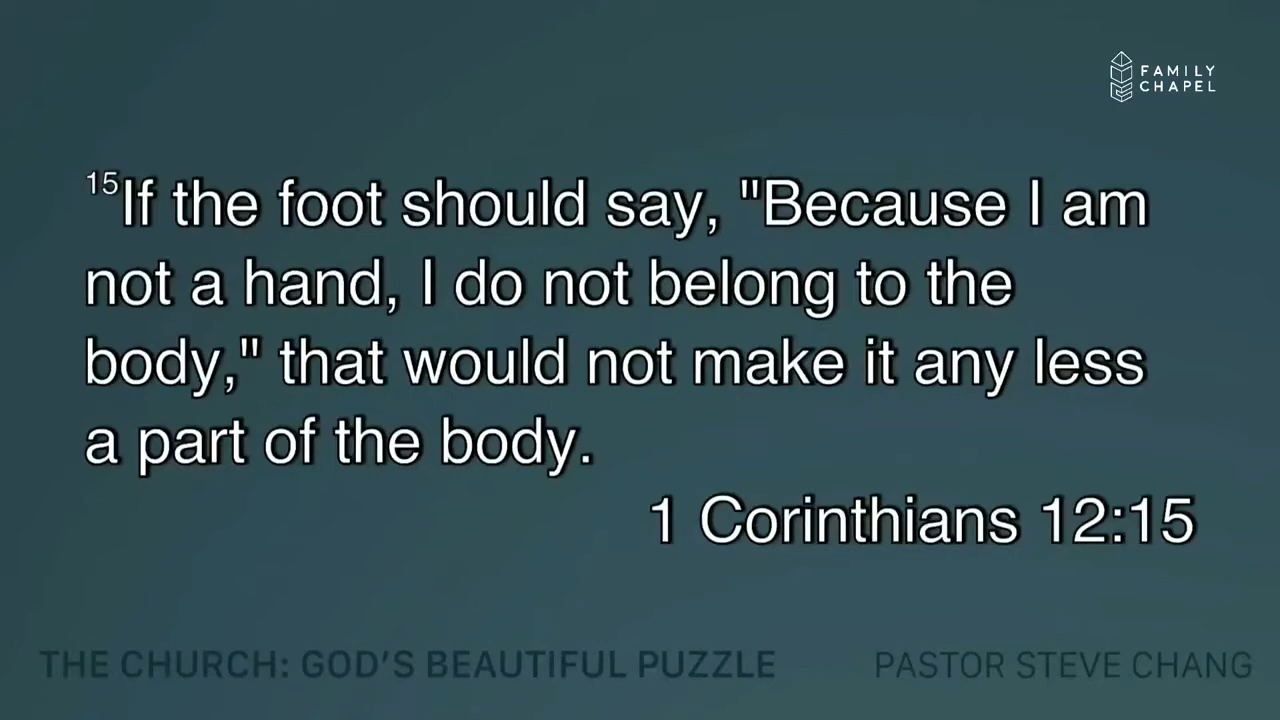 FAMILY
CHAPEL
15If the foot should say, "Because I am
not a hand, I do not belong to the
body," that would not make it any less
a part of the body.
1 Corinthians 12:15
THE CHURCH: GOD'S BEAUTIFUL PUZZLE
PASTOR STEVE CHANG